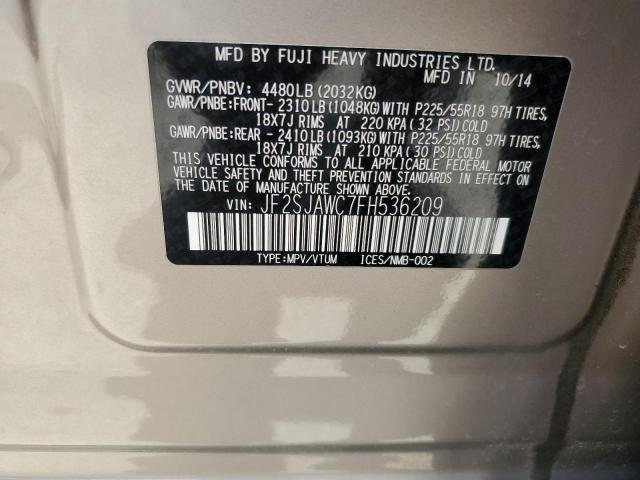 MFD BY FUJI HEAVY INDUSTRIES LTD.
MFD IN 10/14
GVWR/PNBV: 4480LB (2032KG)
GAWR/PNBE:FRONT- 2310LB (1048KG) WITH P225/55R18 97H TIRES,
18X7J RIMS AT 220 KPA (32 PSI) COLD
GAWR/PNBE:REAR - 2410LB (1093KG) WITH P225/55R18 97H TIRES,
18X7J RIMS AT 210 KPA (30 PSI) COLD
THIS VEHICLE CONFORMS TO ALL APPLICABLE FEDERAL MOTOR
VEHICLE SAFETY AND THEFT PREVENTION STANDARDS IN EFFECT
ON THE DATE OF MANUFACTURE SHOWN ABOVE.
VIN: JF2SJAWC7FH536209
TYPE:MPV/VTUM ICES/NMB-002